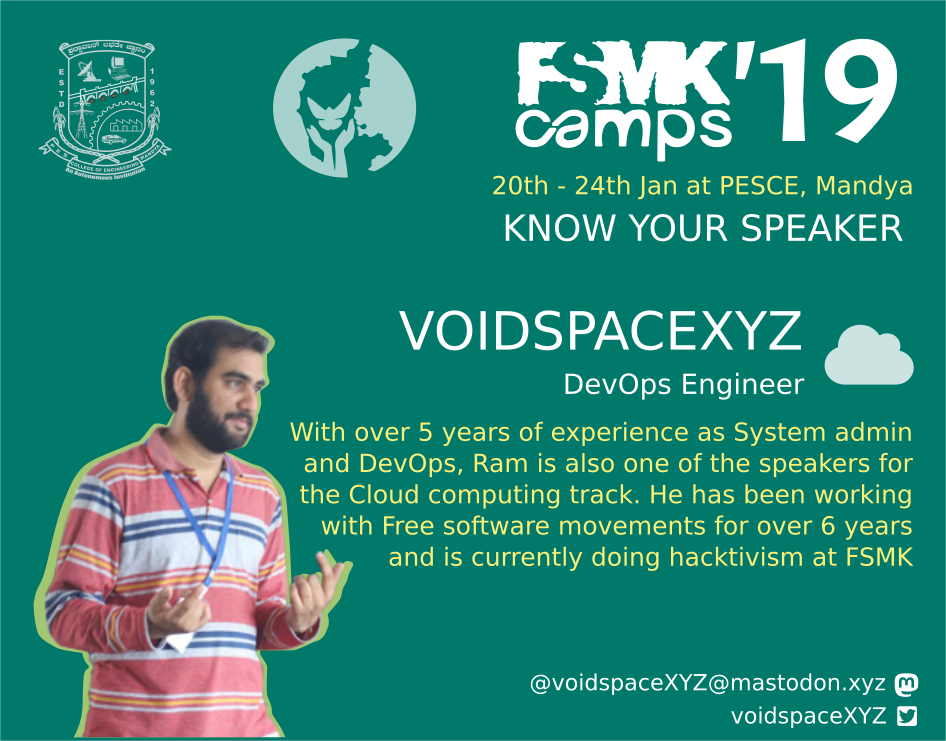 ESTD
1962
P.E.S. COLLEGE OF ENGINEERING MANDYA
An Autonomous Institution
FSMK'19
camps
20th - 24th Jan at PESCE, Mandya
KNOW YOUR SPEAKER
VOIDSPACEXYZ
DevOps Engineer
With over 5 years of experience as System admin
and DevOps, Ram is also one of the speakers for
the Cloud computing track. He has been working
with Free software movements for over 6 years
and is currently doing hacktivism at FSMK
@voidspaceXYZ@mastodon.xyz
voidspaceXYZ